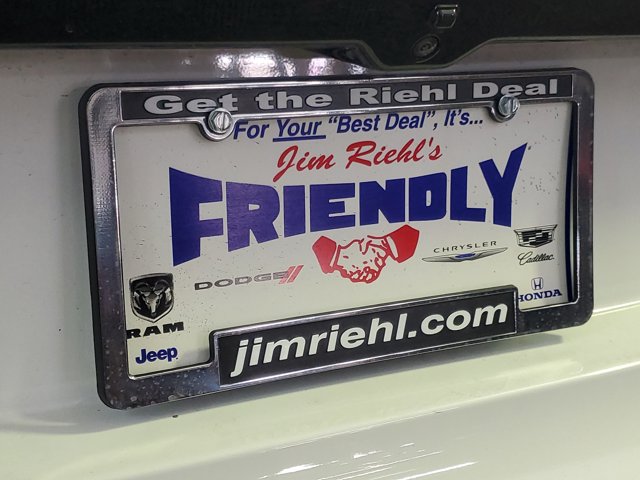 Get the Riehl Deal
For Your "Best Deal", It's...
Jim Riehl's
FRIENDLY
DODGE
CHRYSLER
Cadillac
RAM
HONDA
Jeep
jimriehl.com